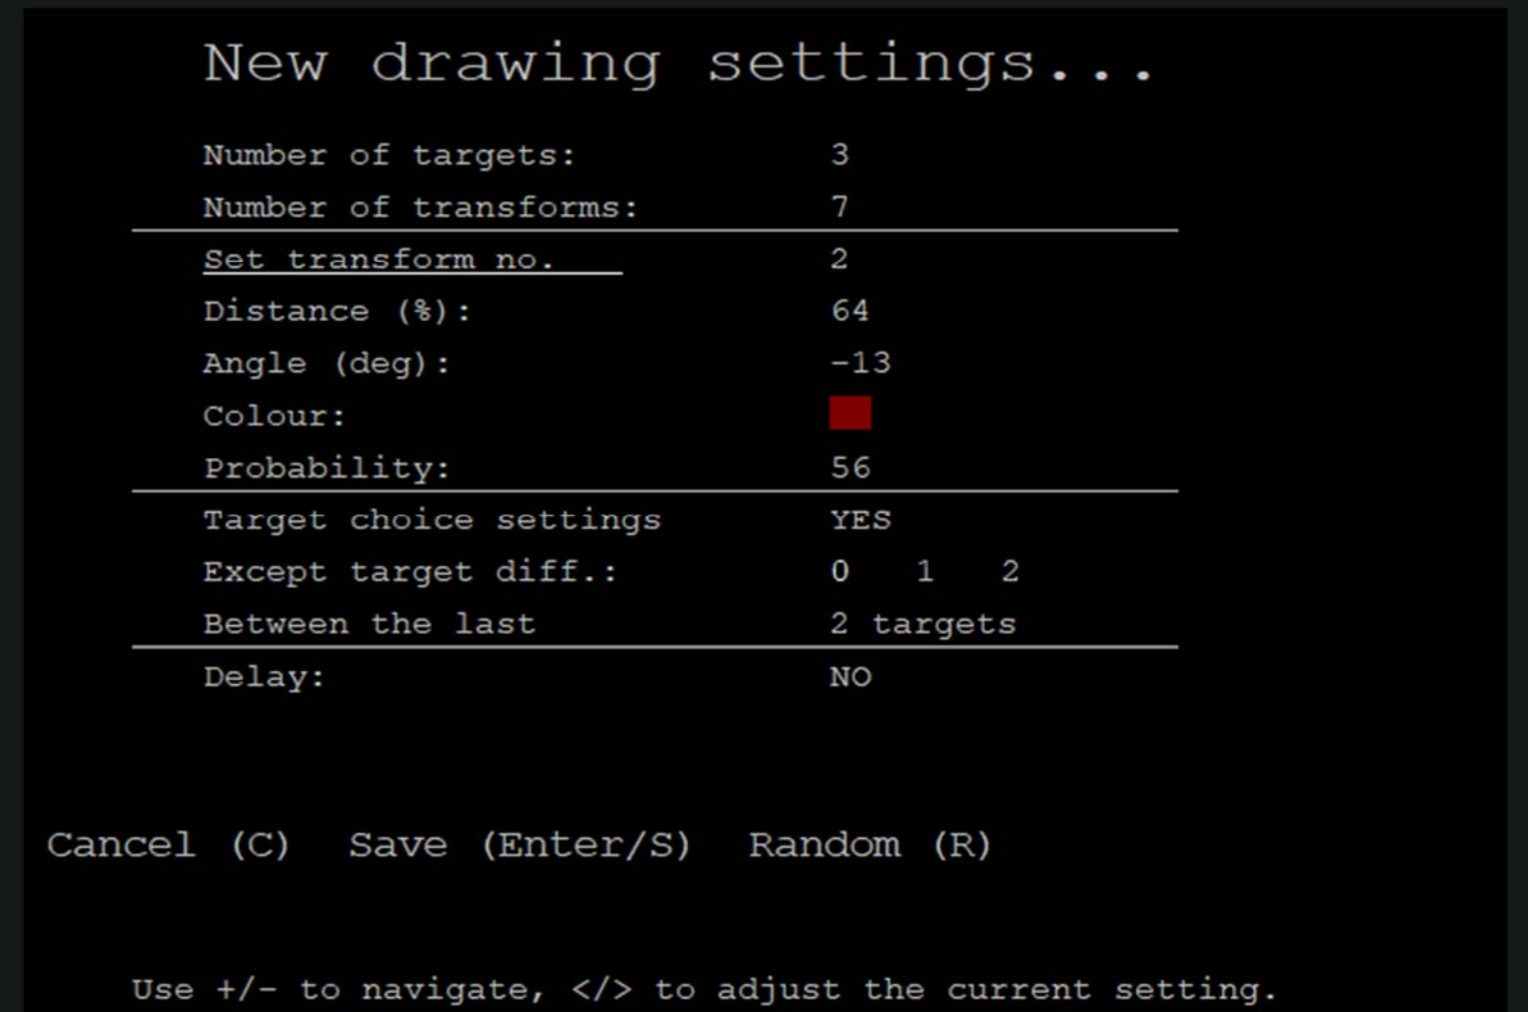 New drawing settings...
Number of targets: 3
Number of transforms: 7
Set transform no. 2
Distance (%): 64
Angle (deg): -13
Colour:
Probability: 56
Target choice settings YES
Except target diff.: 0 1 2
Between the last 2 targets
Delay: NO
Cancel (C) Save (Enter/S) Random (R)
Use +/- to navigate, </> to adjust the current setting.